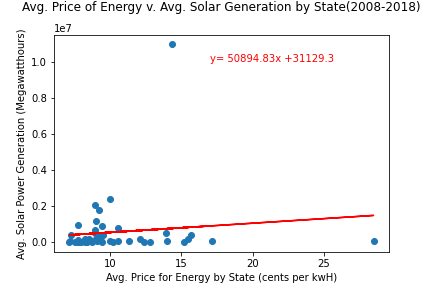 Avg. Price of Energy v. Avg. Solar Generation by State(2008-2018)
1e7
y= 50894.83x +31129.3
1.0
0.8
0.6
0.4
0.2
0.0
Avg. Solar Power Generation (Megawatthours)
10
15
20
25
Avg. Price for Energy by State (cents per kwH)